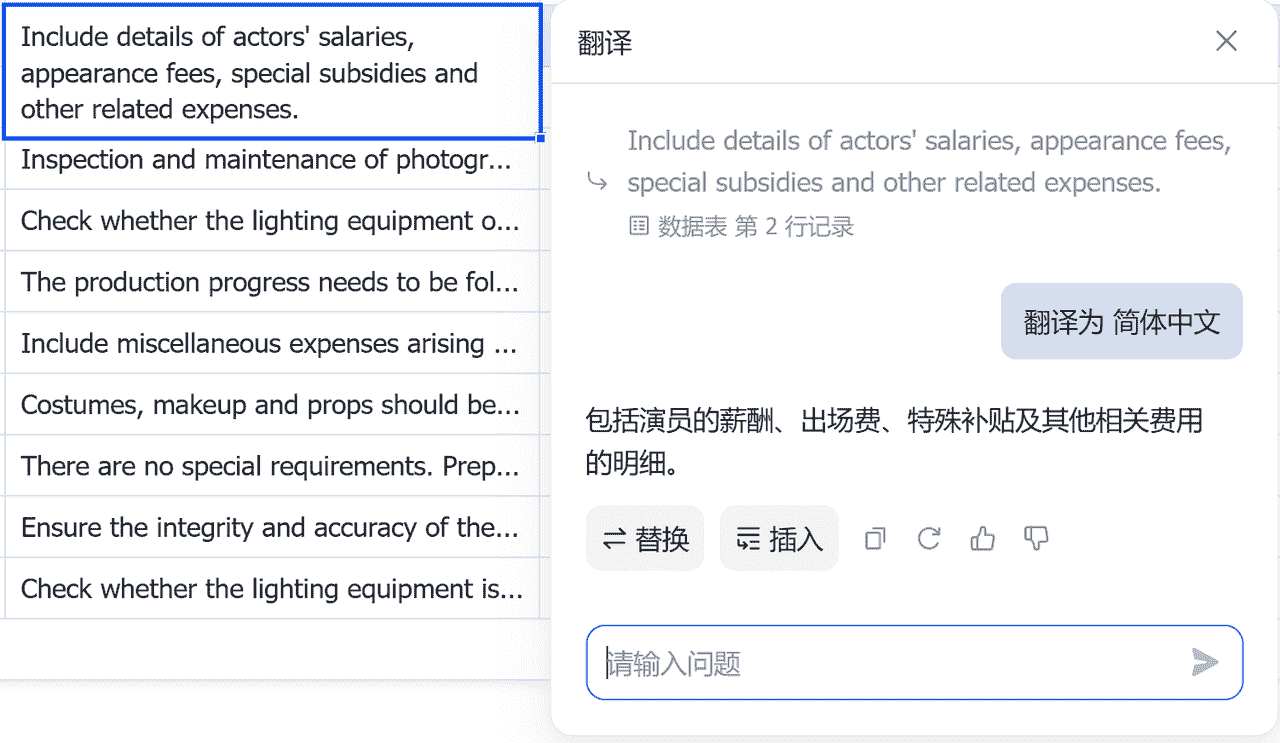 Include details of actors' salaries,
appearance fees, special subsidies and
other related expenses.
Inspection and maintenance of photogr...
Check whether the lighting equipment o...
The production progress needs to be fol...
Include miscellaneous expenses arising ...
Costumes, makeup and props should be...
There are no special requirements. Prep...
Ensure the integrity and accuracy of the...
Check whether the lighting equipment is...
翻译
Include details of actors' salaries, appearance fees,
special subsidies and other related expenses.
数据表 第 2 行记录
翻译为 简体中文
包括演员的薪酬、出场费、特殊补贴及其他相关费用
的明细。
替换 插入
请输入问题